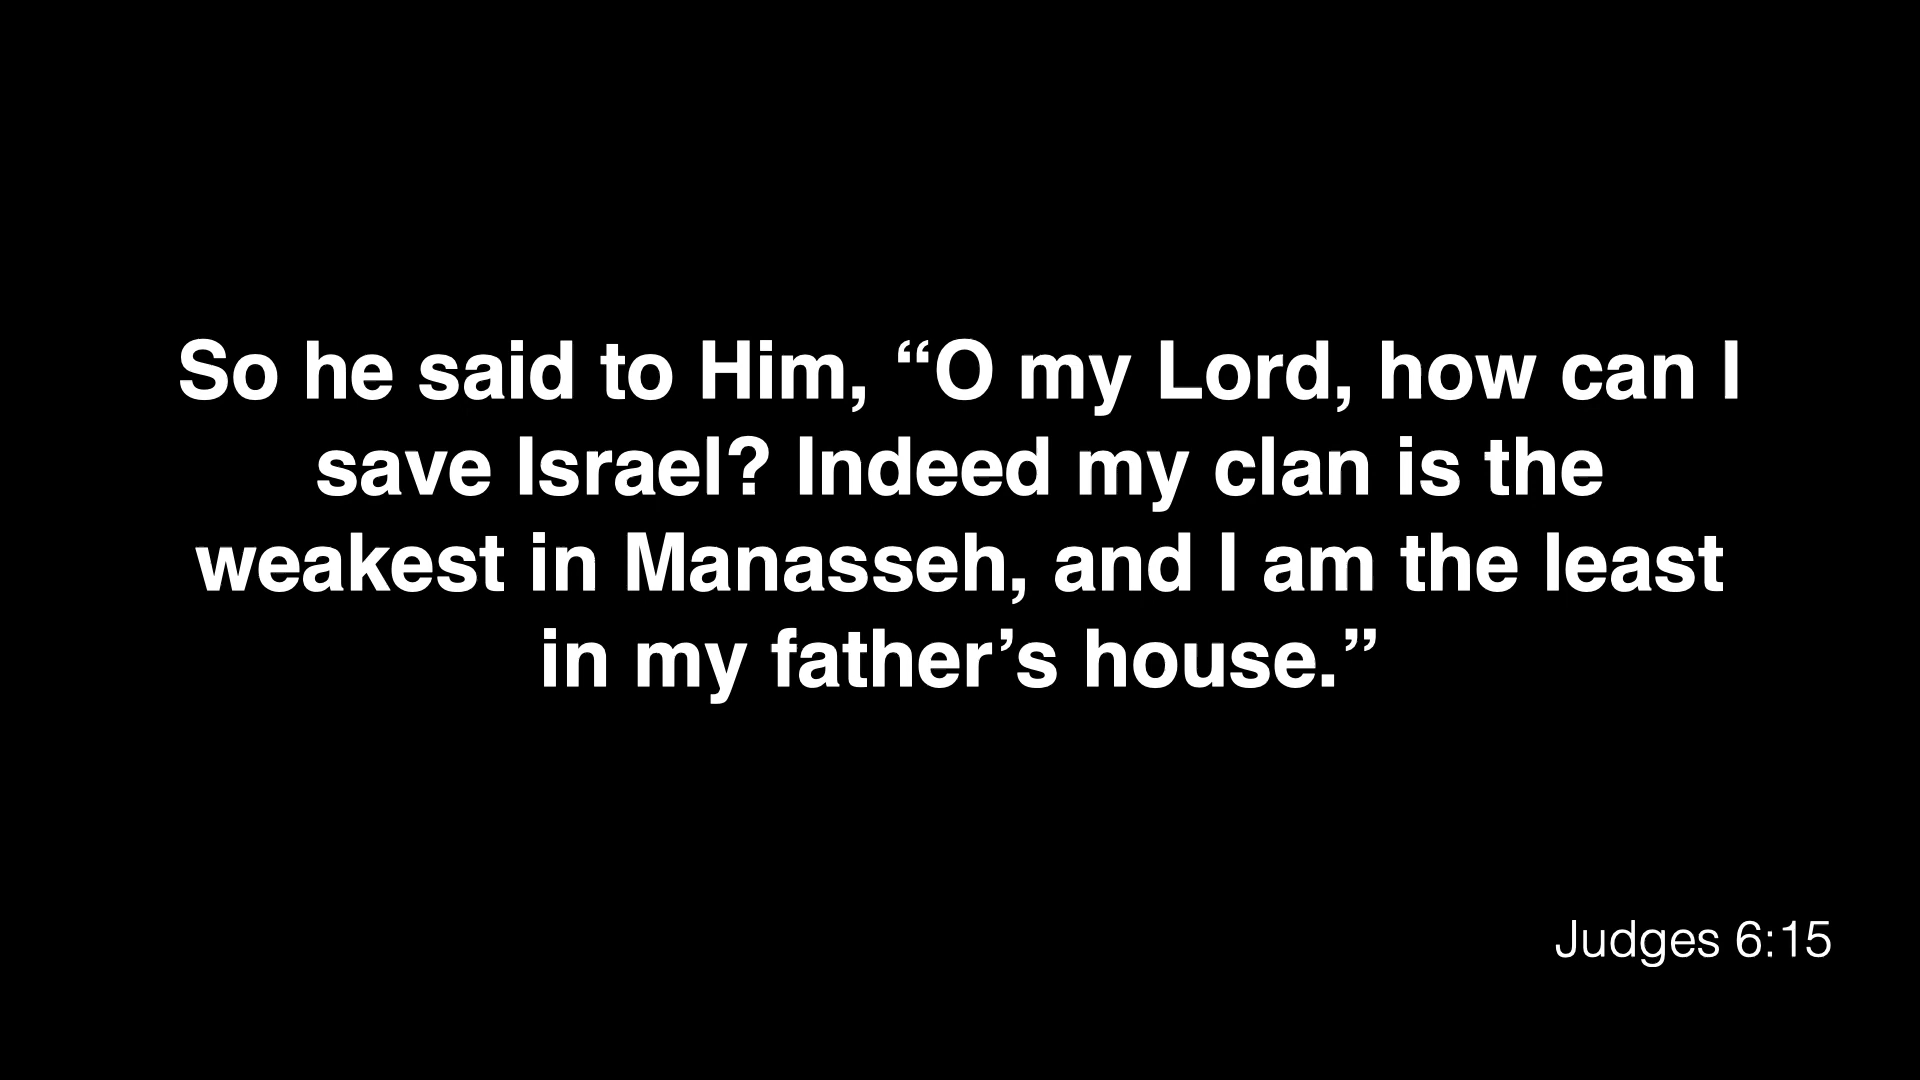 So he said to Him, “O my Lord, how can I
save Israel? Indeed my clan is the
weakest in Manasseh, and I am the least
in my father’s house.”
Judges 6:15